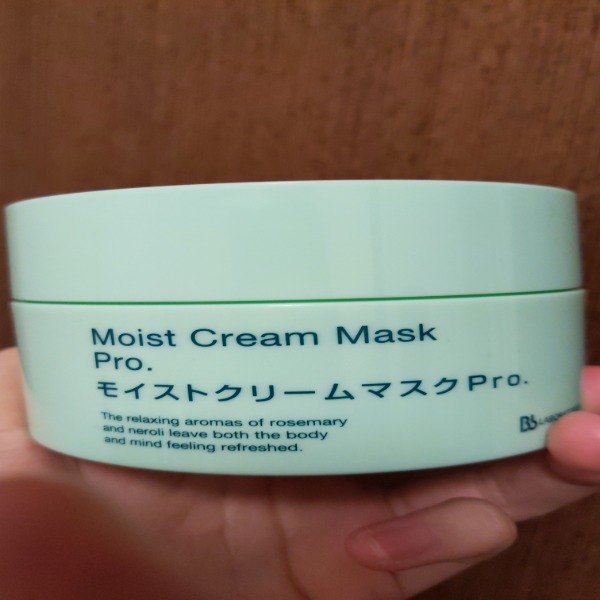 Moist Cream Mask
Pro.
モイストクリームマスクPro.
The relaxing aromas of rosemary
and neroli leave both the body
and mind feeling refreshed.
Bb